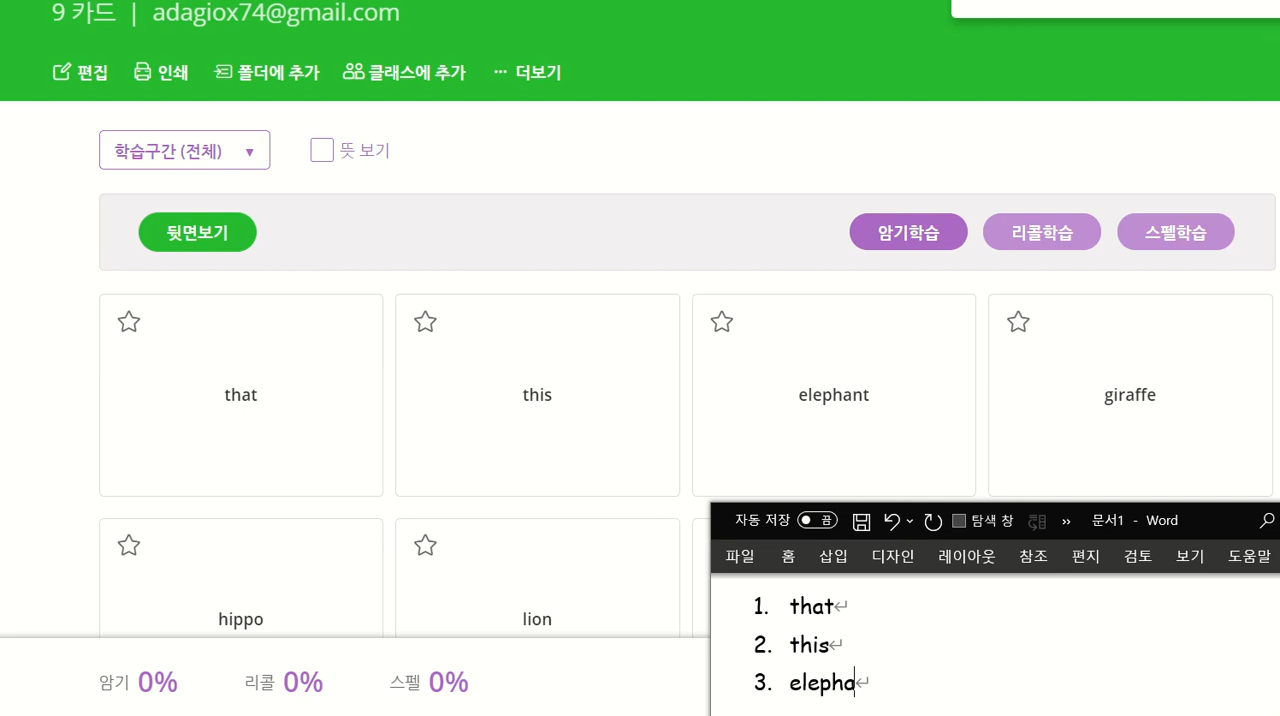 9 카드 | adagiox74@gmail.com
편집 인쇄 폴더에 추가 클래스에 추가 ··· 더보기
학습구간 (전체) ▼ 뜻 보기
뒷면보기 암기학습 리콜학습 스펠학습
that this elephant giraffe
hippo lion
암기 0% 리콜 0% 스펠 0%
자동 저장 끔 탐색 창 » 문서1 - Word
파일 홈 삽입 디자인 레이아웃 참조 편지 검토 보기 도움말
1. that
2. this
3. elepha